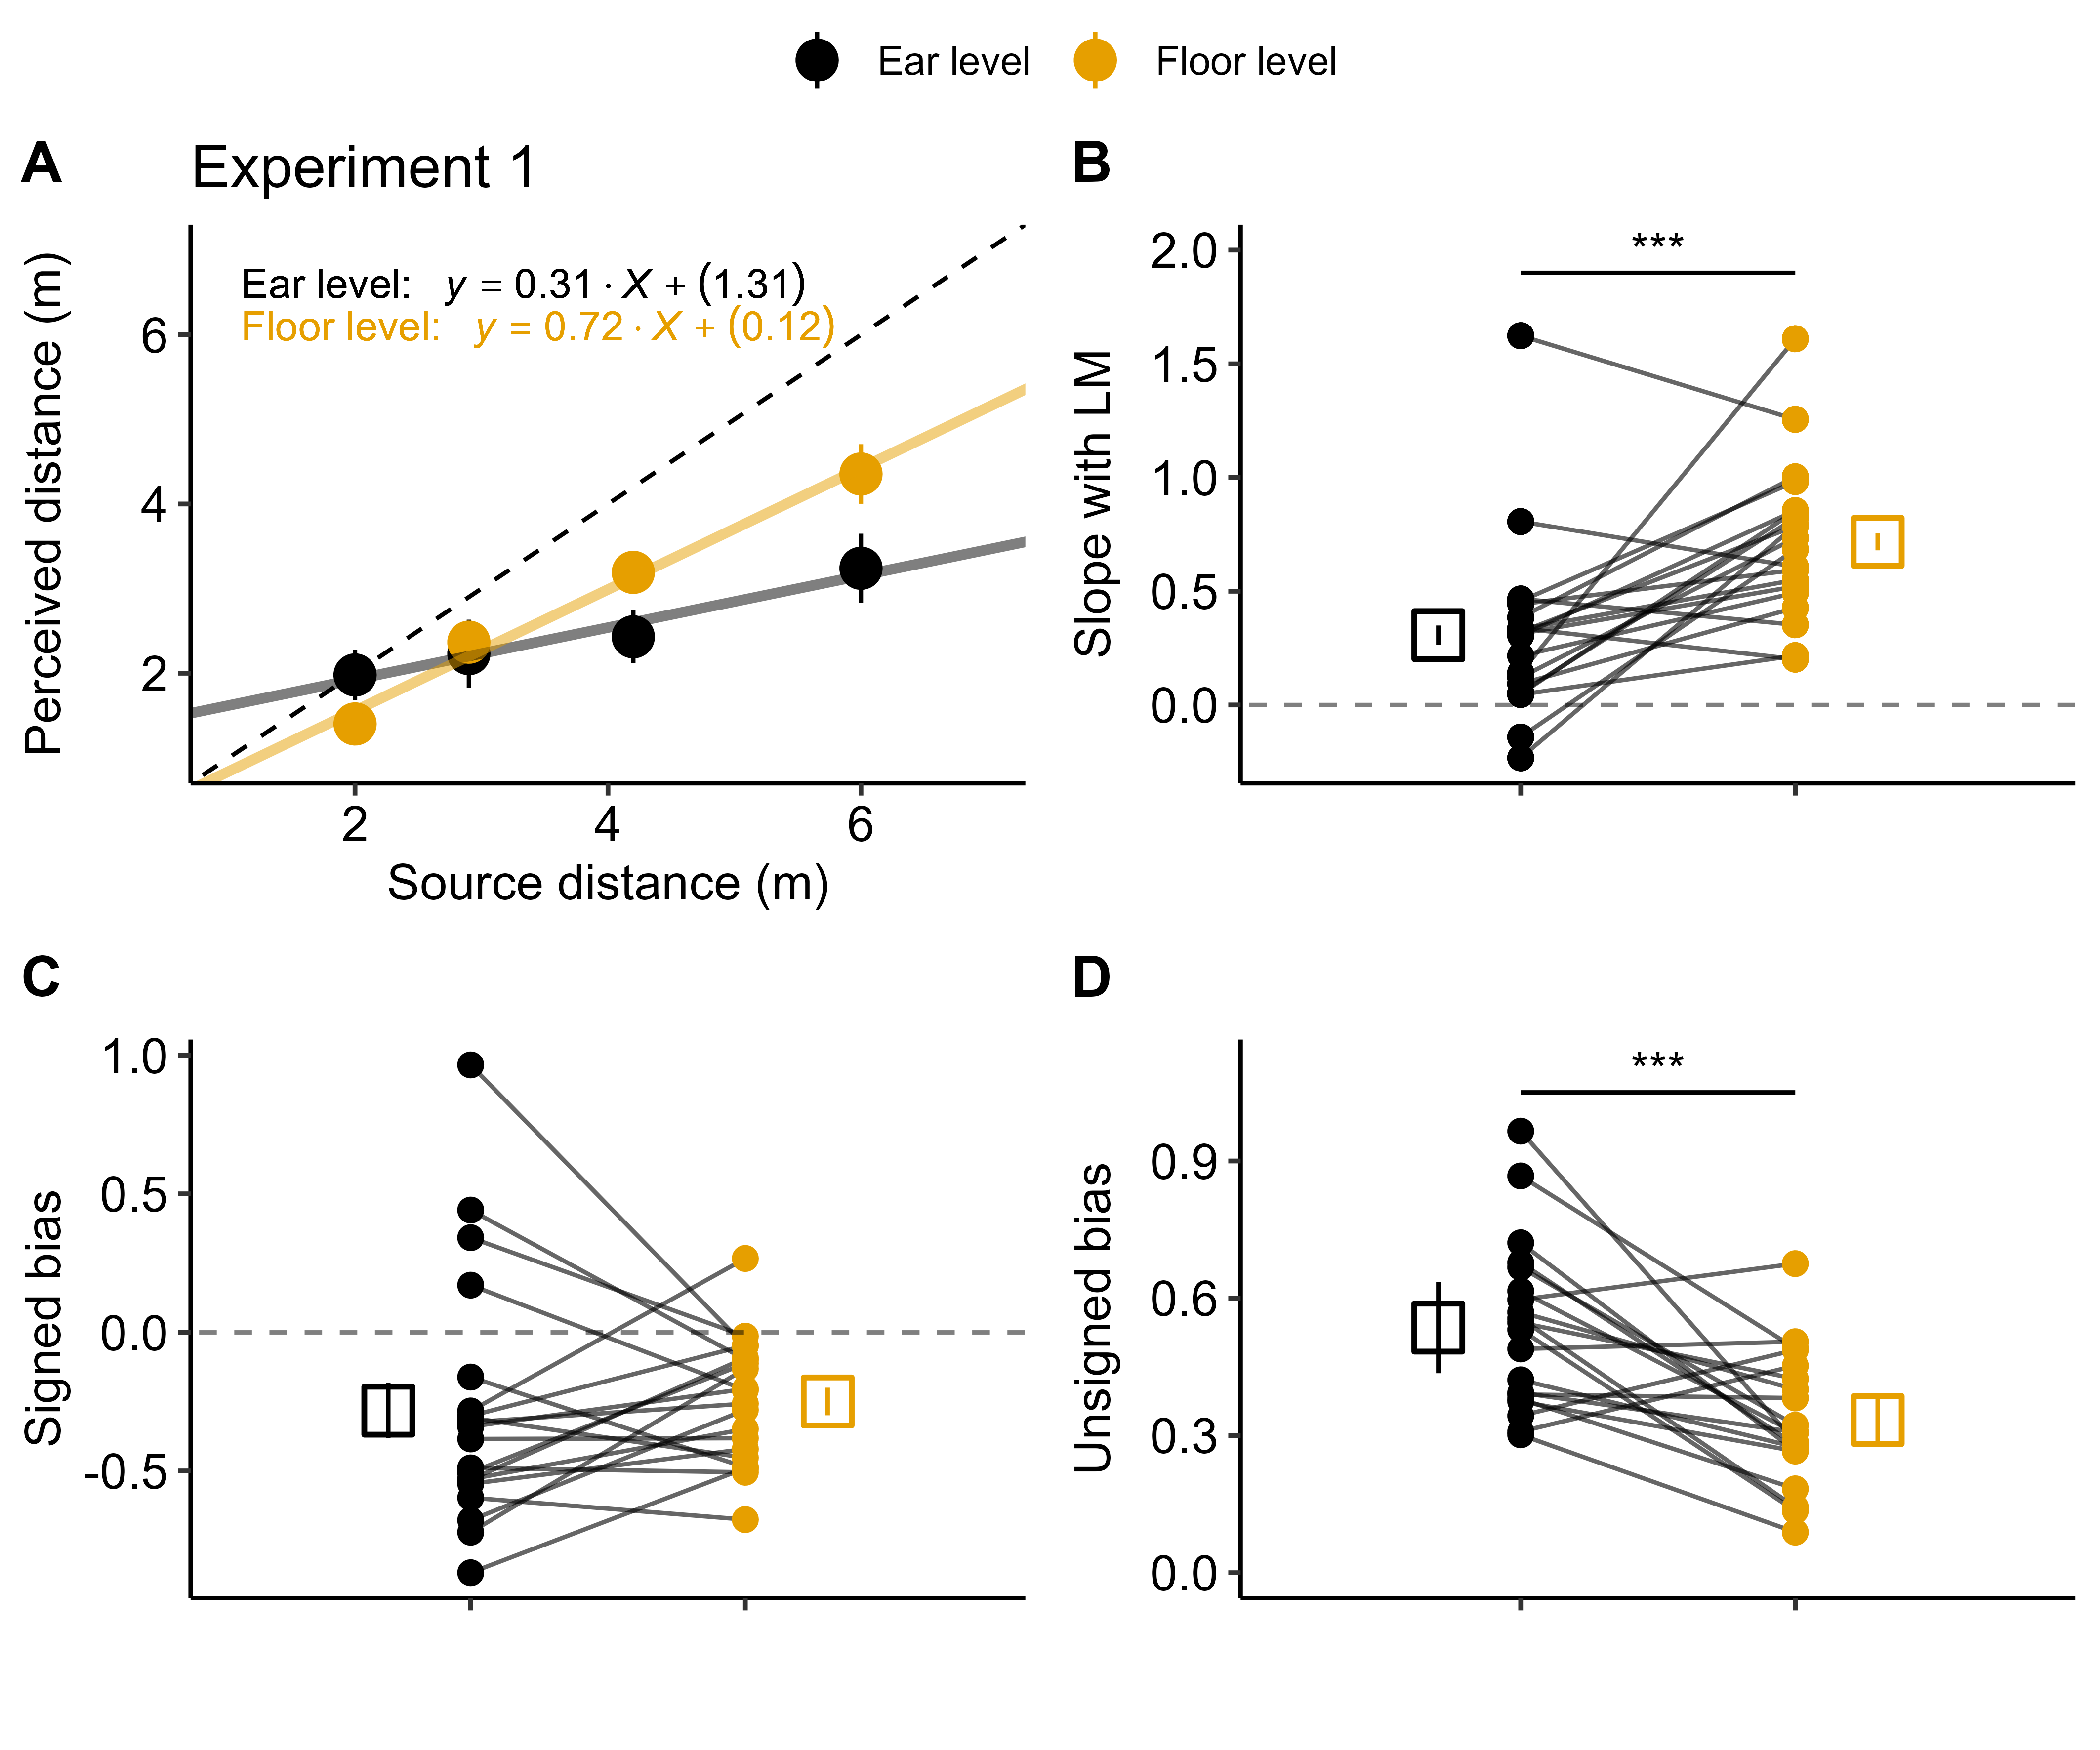 Ear level Floor level
A Experiment 1
Perceived distance (m)
6
4
2
Ear level: y = 0.31 · X + (1.31)
Floor level: y = 0.72 · X + (0.12)
2 4 6
Source distance (m)
B
Slope with LM
2.0
1.5
1.0
0.5
0.0
***
C
Signed bias
1.0
0.5
0.0
-0.5
D
Unsigned bias
0.9
0.6
0.3
0.0
***